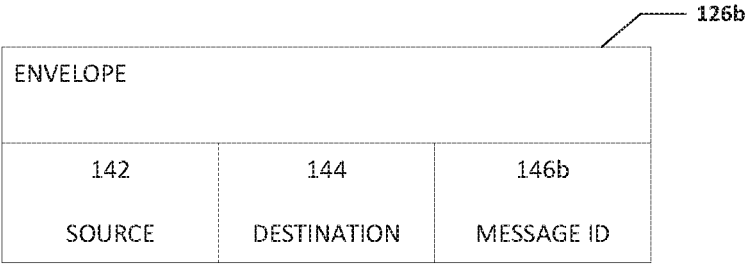 126b
ENVELOPE
142 144 146b
SOURCE DESTINATION MESSAGE ID